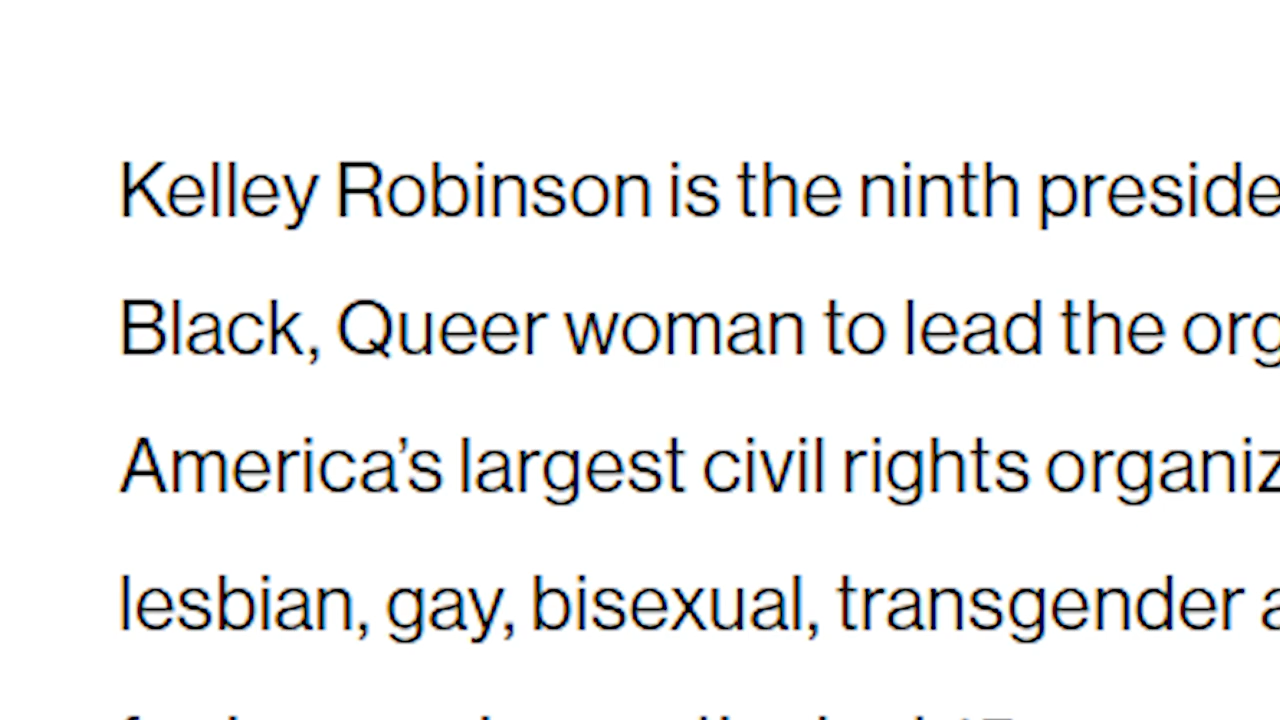 Kelley Robinson is the ninth preside
Black, Queer woman to lead the org
America’s largest civil rights organiz
lesbian, gay, bisexual, transgender a